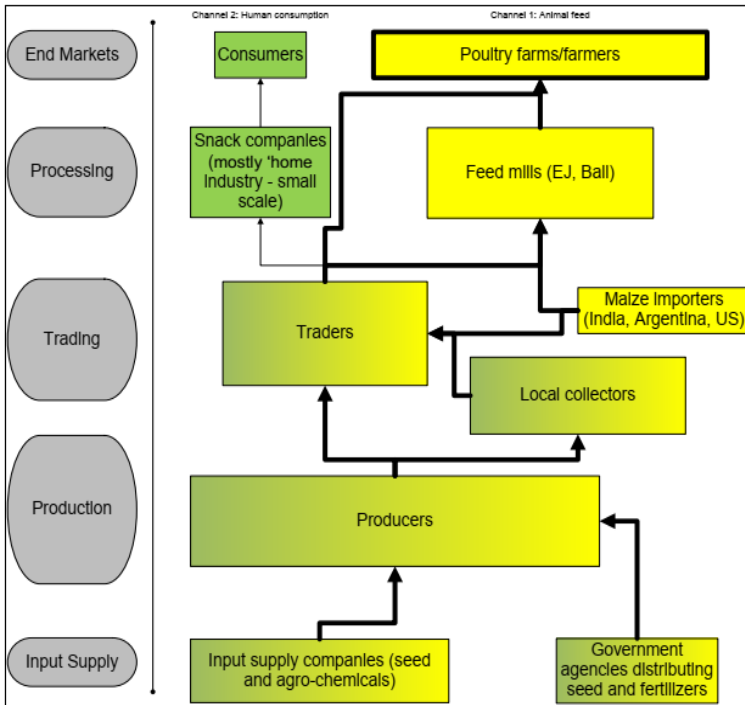 Channel 2: Human consumption
Channel 1: Animal feed
End Markets
Consumers
Poultry farms/farmers
Processing
Snack companies
(mostly 'home
industry - small
scale)
Feed mills (EJ, Bali)
Trading
Traders
Maize importers
(India, Argentina, US)
Local collectors
Production
Producers
Input Supply
Input supply companies (seed
and agro-chemicals)
Government
agencies distributing
seed and fertilizers